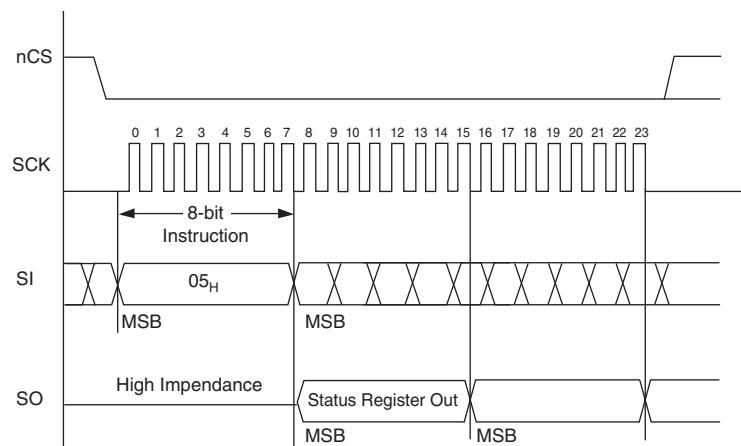 nCS
0 1 2 3 4 5 6 7 8 9 10 11 12 13 14 15 16 17 18 19 20 21 22 23
SCK
8-bit
Instruction
SI
05H
MSB
MSB
High Impendance
SO
Status Register Out
MSB
MSB